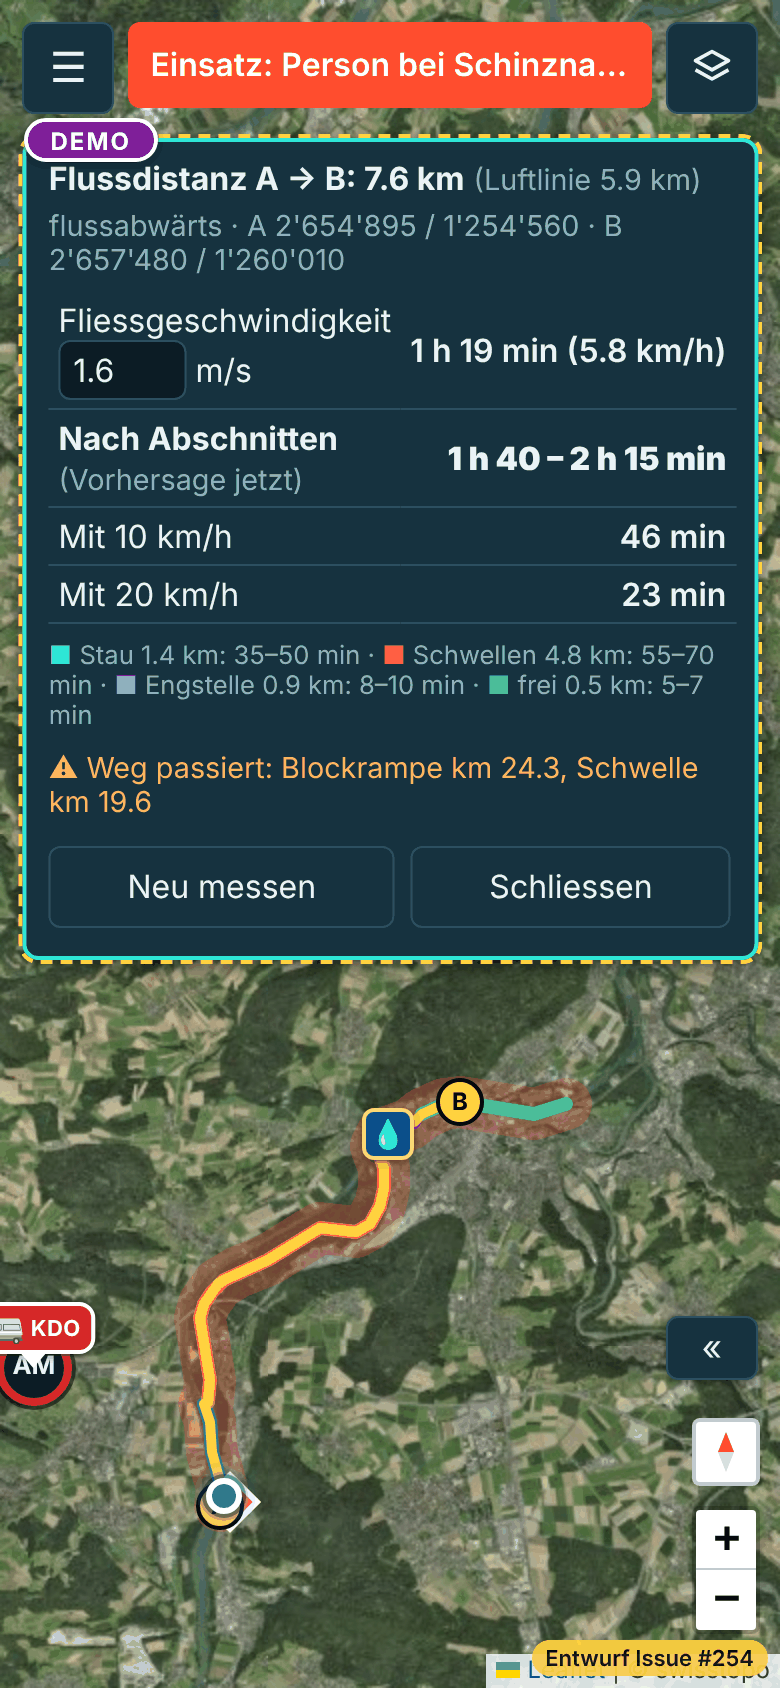 ☰
Einsatz: Person bei Schinzna...
DEMO
Flussdistanz A → B: 7.6 km (Luftlinie 5.9 km)
flussabwärts · A 2'654'895 / 1'254'560 · B
2'657'480 / 1'260'010
Fliessgeschwindigkeit
1.6 m/s
1 h 19 min (5.8 km/h)
Nach Abschnitten
(Vorhersage jetzt)
1 h 40 – 2 h 15 min
Mit 10 km/h
46 min
Mit 20 km/h
23 min
Stau 1.4 km: 35–50 min · Schwellen 4.8 km: 55–70
min · Engstelle 0.9 km: 8–10 min · frei 0.5 km: 5–7
min
⚠ Weg passiert: Blockrampe km 24.3, Schwelle
km 19.6
Neu messen
Schliessen
B
KDO
AM
«
+
−
Entwurf Issue #254